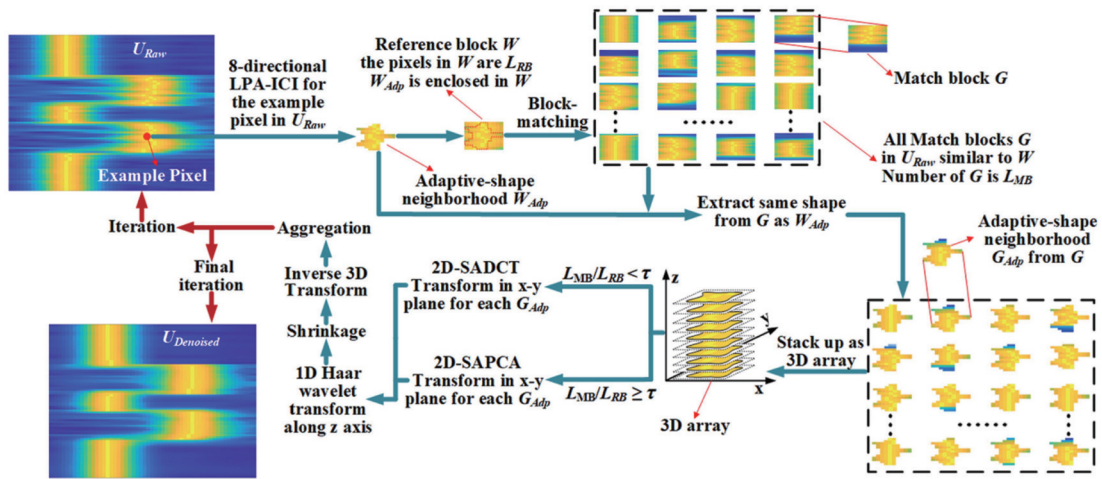 U_Raw
Example Pixel
8-directional
LPA-ICI for
the example
pixel in U_Raw
Reference block W
the pixels in W are L_RB
W_Adp is enclosed in W
Adaptive-shape
neighborhood W_Adp
Block-
matching
Match block G
All Match blocks G
in U_Raw similar to W
Number of G is L_MB
Extract same shape
from G as W_Adp
Adaptive-shape
neighborhood
G_Adp from G
Stack up as
3D array
z
y
x
3D array
L_MB/L_RB < τ
L_MB/L_RB ≥ τ
2D-SADCT
Transform in x-y
plane for each G_Adp
2D-SAPCA
Transform in x-y
plane for each G_Adp
1D Haar
wavelet
transform
along z axis
Shrinkage
Inverse 3D
Transform
Aggregation
Iteration
Final
iteration
U_Denoised